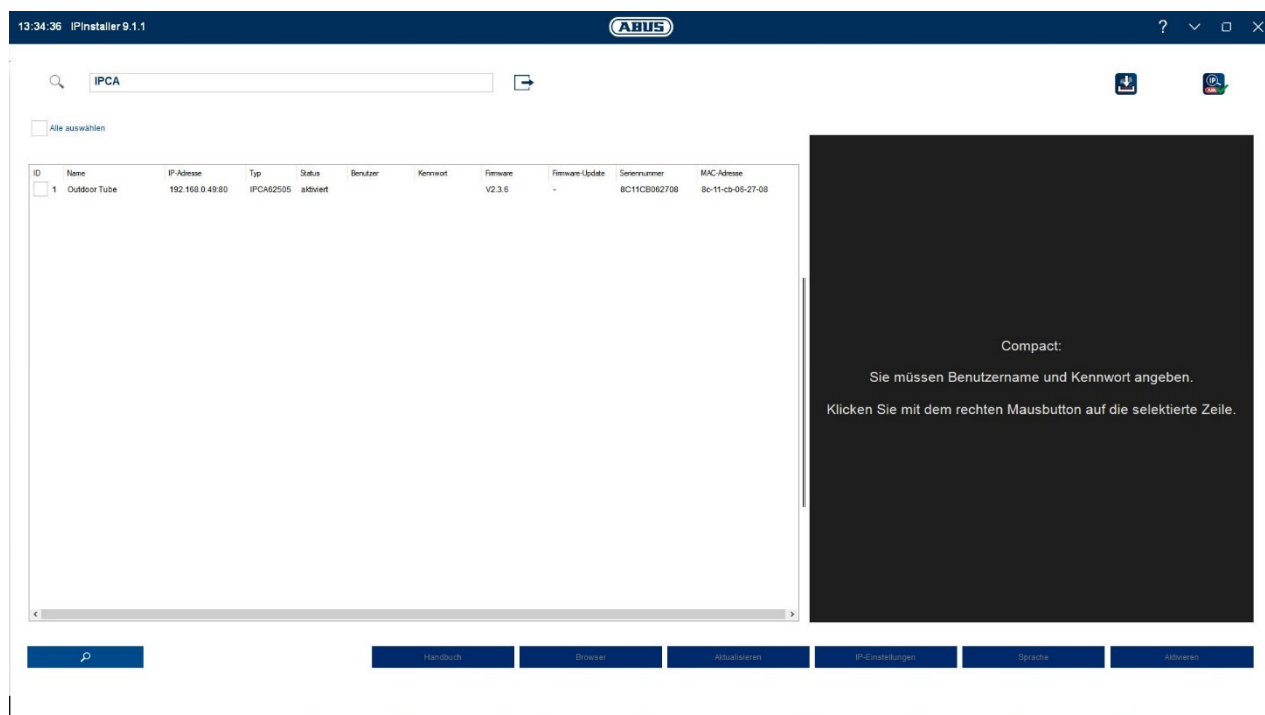 13:34:36 IPInstaller 9.1.1 ABUS ?
IPCA
Alle auswählen
ID Name IP-Adresse Typ Status Benutzer Kennwort Firmware Firmware-Update Seriennummer MAC-Adresse
1 Outdoor Tube 192.168.0.49:80 IPCA62505 aktiviert V2.3.6 - 8C11CB062708 8c-11-cb-06-27-08
Compact:
Sie müssen Benutzername und Kennwort angeben.
Klicken Sie mit dem rechten Mausbutton auf die selektierte Zeile.
Handbuch Browser Aktualisieren IP-Einstellungen Sprache Aktivieren